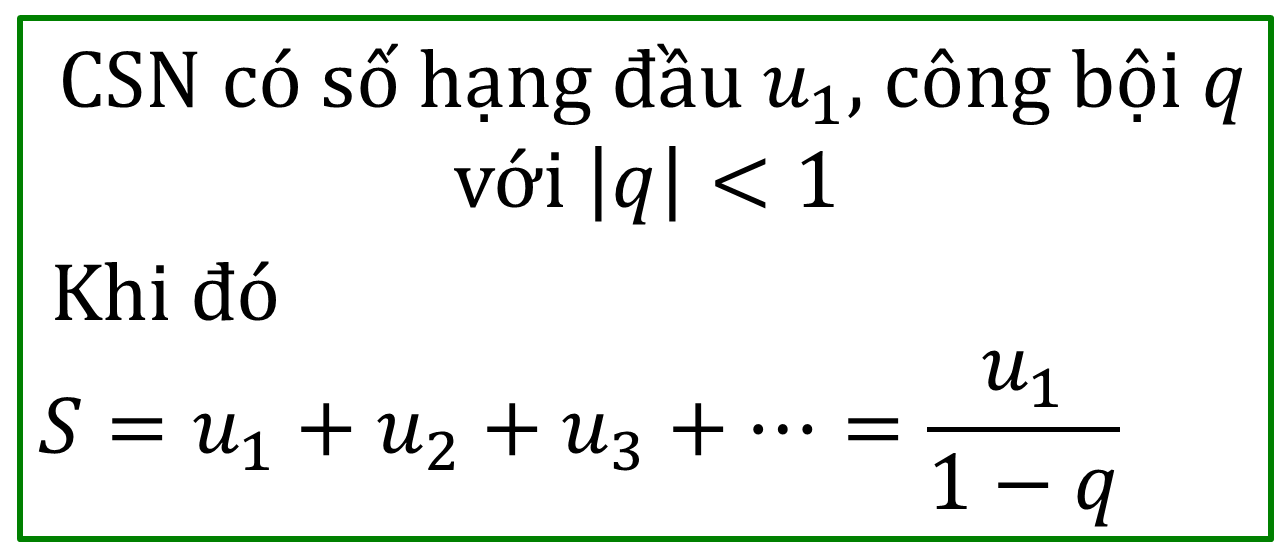 CSN có số hạng đầu u₁, công bội q
với |q| < 1
Khi đó
S = u₁ + u₂ + u₃ + ⋯ = u₁ / (1 − q)